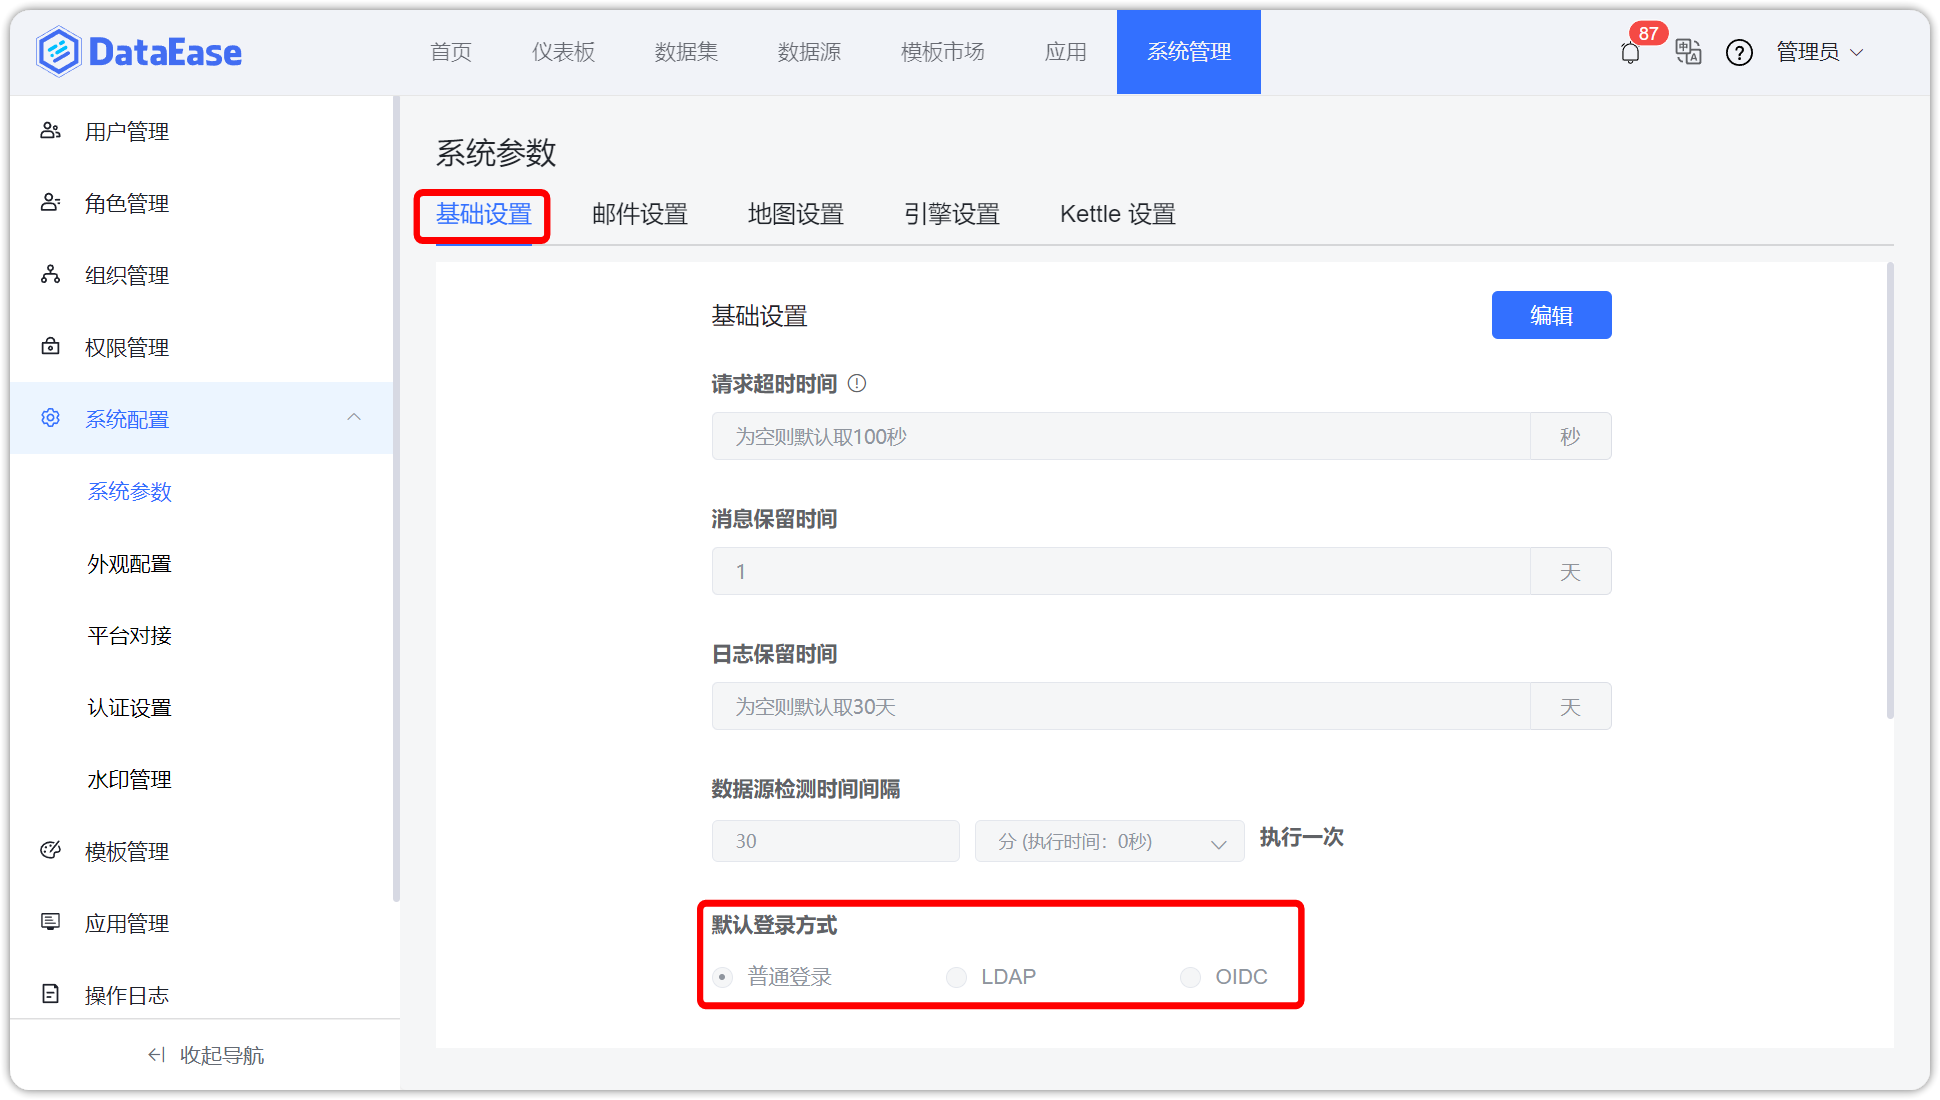 DataEase
首页
仪表板
数据集
数据源
模板市场
应用
系统管理
87
中
A
?
管理员
用户管理
角色管理
组织管理
权限管理
系统配置
系统参数
外观配置
平台对接
认证设置
水印管理
模板管理
应用管理
操作日志
收起导航
系统参数
基础设置
邮件设置
地图设置
引擎设置
Kettle 设置
基础设置
编辑
请求超时时间
为空则默认取100秒
秒
消息保留时间
1
天
日志保留时间
为空则默认取30天
天
数据源检测时间间隔
30
分 (执行时间：0秒)
执行一次
默认登录方式
普通登录
LDAP
OIDC